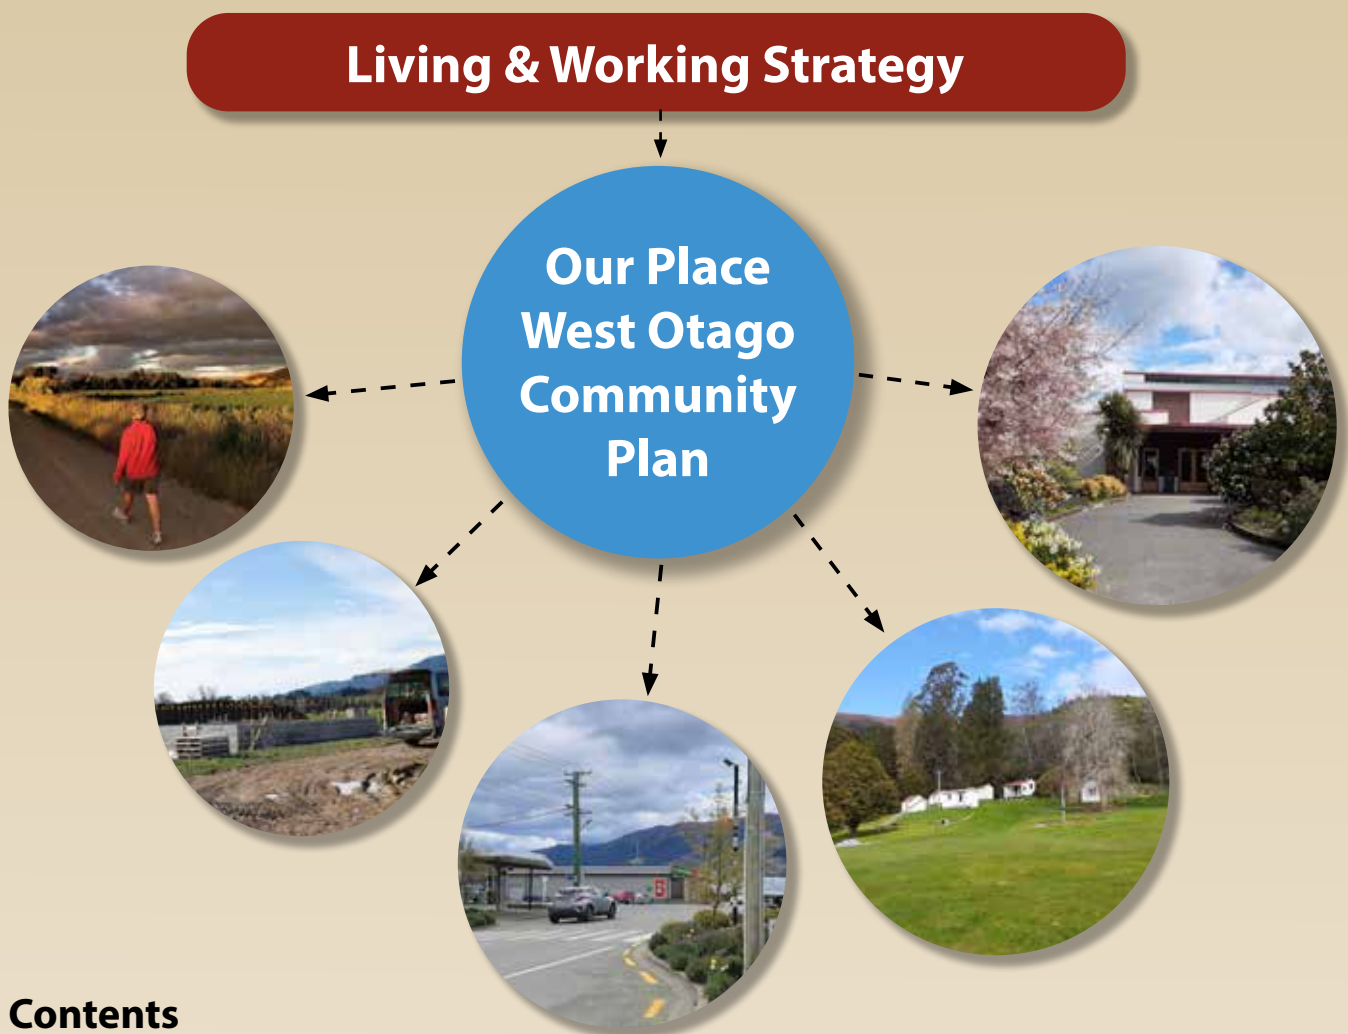 Living & Working Strategy
Our Place
West Otago
Community
Plan
Contents